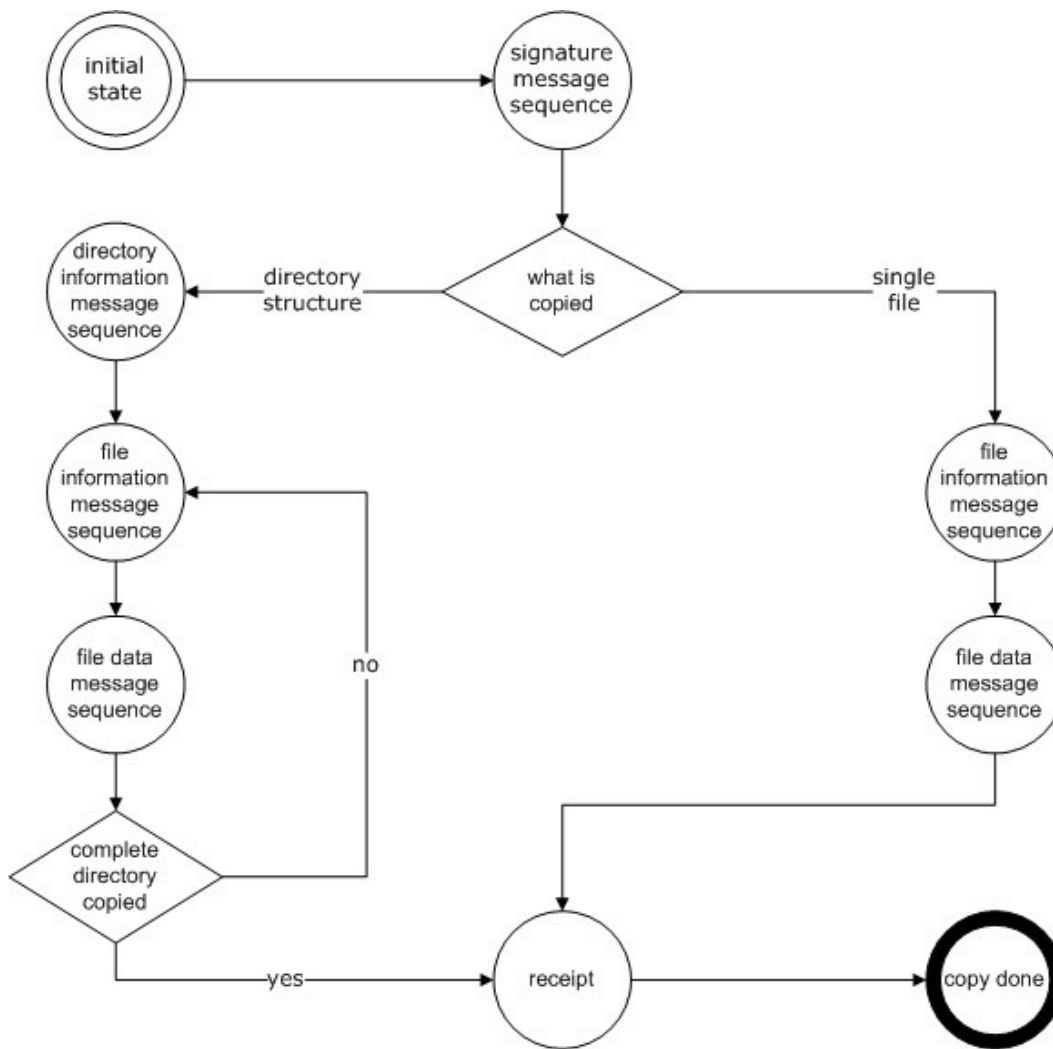 initial
state
signature
message
sequence
directory
information
message
sequence
directory
structure
what is
copied
single
file
file
information
message
sequence
file
information
message
sequence
file data
message
sequence
no
file data
message
sequence
complete
directory
copied
yes
receipt
copy done